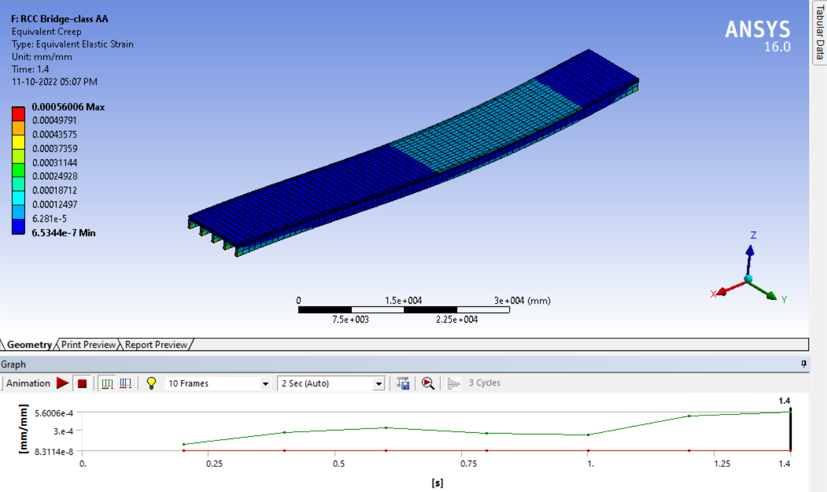 F: RCC Bridge-class AA
Equivalent Creep
Type: Equivalent Elastic Strain
Unit: mm/mm
Time: 1.4
11-10-2022 05:07 PM
0.00056006 Max
0.00049791
0.00043575
0.00037359
0.00031144
0.00024928
0.00018712
0.00012497
6.281e-5
6.5344e-7 Min
ANSYS
16.0
Tabular Data
Z
X
Y
0 1.5e+004 3e+004 (mm)
7.5e+003 2.25e+004
Geometry Print Preview Report Preview
Graph
Animation 10 Frames 2 Sec (Auto) 3 Cycles
1.4
[mm/mm]
5.6006e-4
3.e-4
8.3114e-8
0. 0.25 0.5 0.75 1. 1.25 1.4
[s]